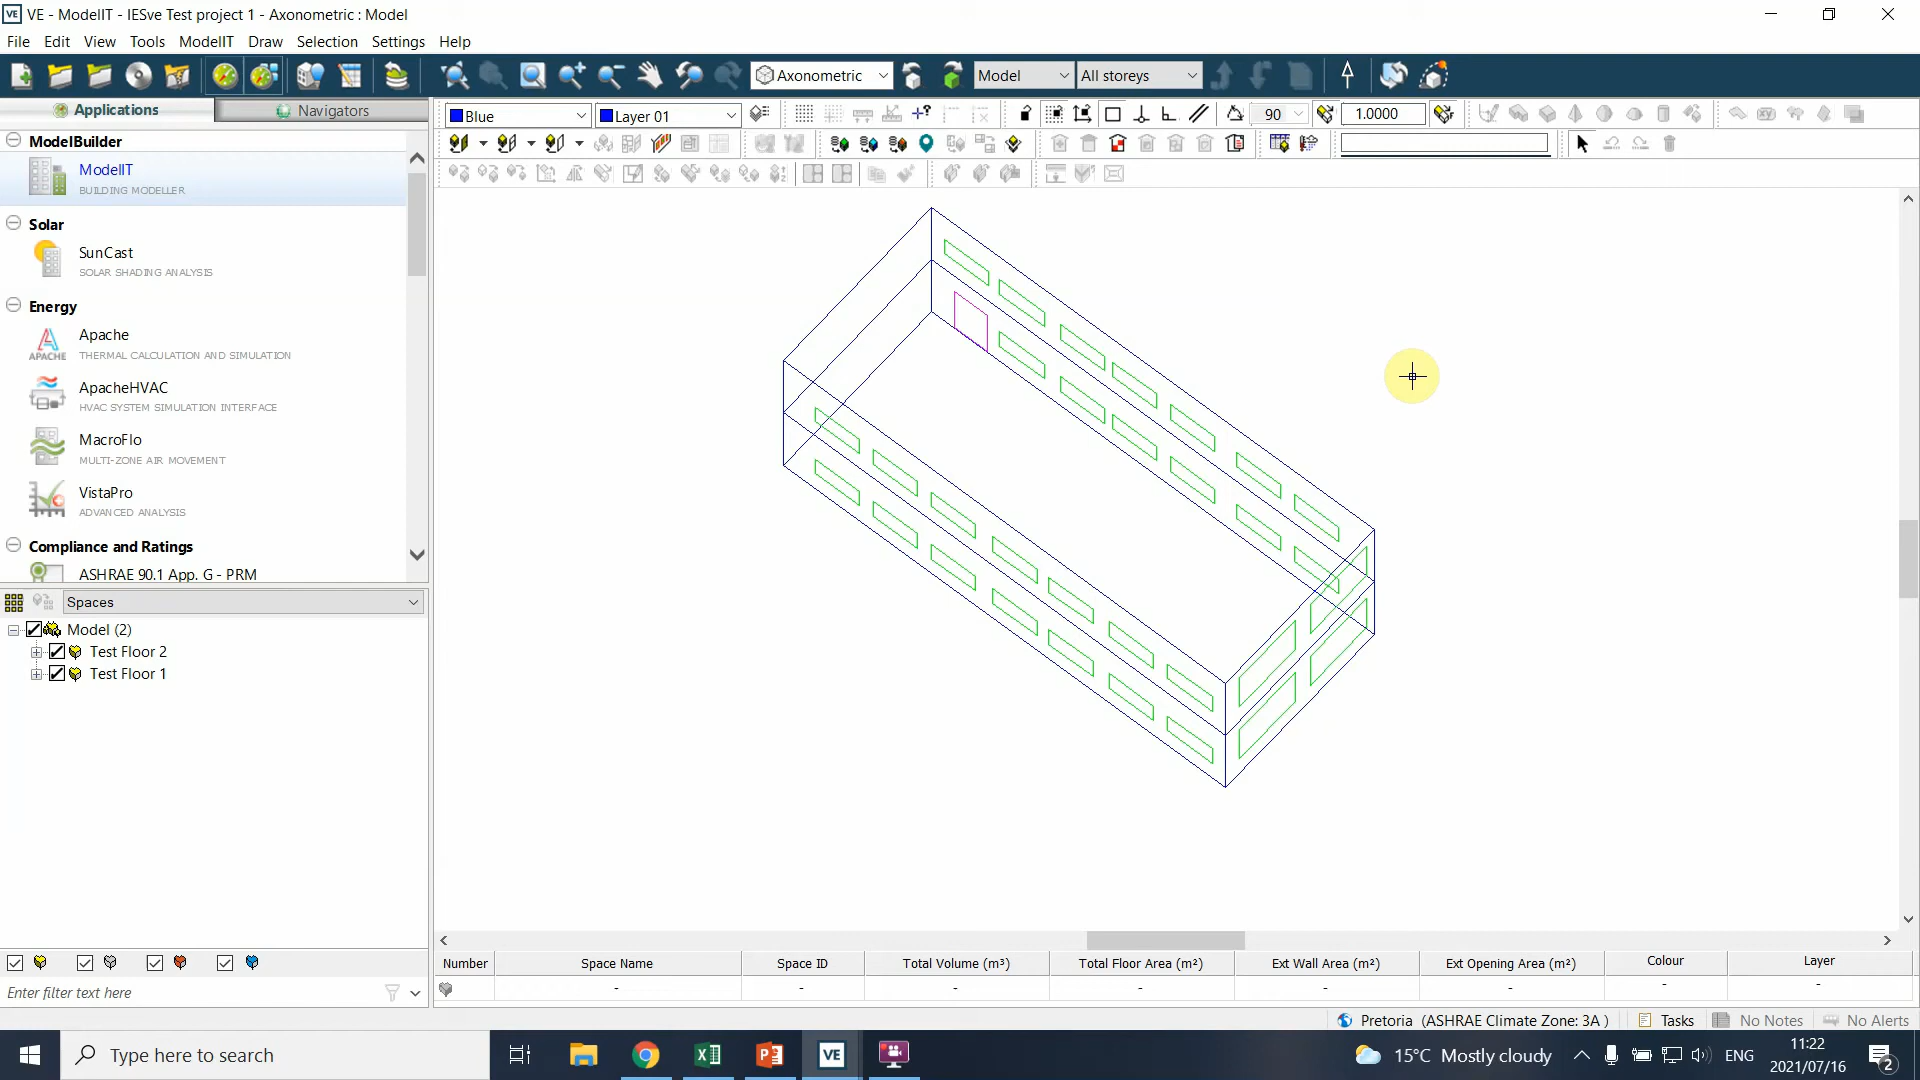 VE - ModelIT - IESve Test project 1 - Axonometric : Model
File Edit View Tools ModelIT Draw Selection Settings Help
Axonometric Model All storeys
Applications Navigators
Blue Layer 01 90 1.0000
ModelBuilder
ModelIT
BUILDING MODELLER
Solar
SunCast
SOLAR SHADING ANALYSIS
Energy
Apache
APACHE THERMAL CALCULATION AND SIMULATION
ApacheHVAC
HVAC SYSTEM SIMULATION INTERFACE
MacroFlo
MULTI-ZONE AIR MOVEMENT
VistaPro
ADVANCED ANALYSIS
Compliance and Ratings
ASHRAE 90.1 App. G - PRM
Spaces
Model (2)
Test Floor 2
Test Floor 1
Number Space Name Space ID Total Volume (m³) Total Floor Area (m²) Ext Wall Area (m²) Ext Opening Area (m²) Colour Layer
- - - - - - - -
Enter filter text here
Pretoria (ASHRAE Climate Zone: 3A ) Tasks No Notes No Alerts
Type here to search
VE
15°C Mostly cloudy
ENG
11:22
2021/07/16
2